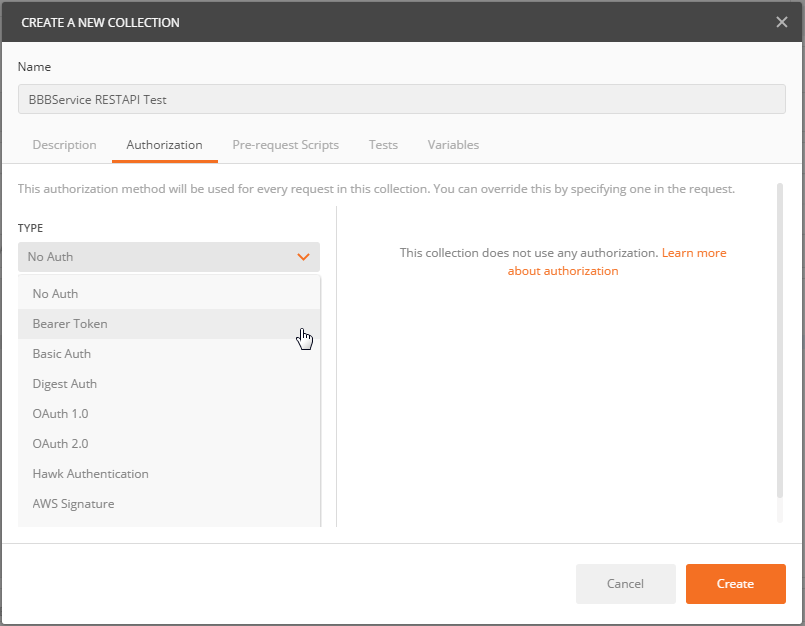 CREATE A NEW COLLECTION
Name
BBBService RESTAPI Test
Description Authorization Pre-request Scripts Tests Variables
This authorization method will be used for every request in this collection. You can override this by specifying one in the request.
TYPE
No Auth
This collection does not use any authorization. Learn more
about authorization
No Auth
Bearer Token
Basic Auth
Digest Auth
OAuth 1.0
OAuth 2.0
Hawk Authentication
AWS Signature
Cancel Create